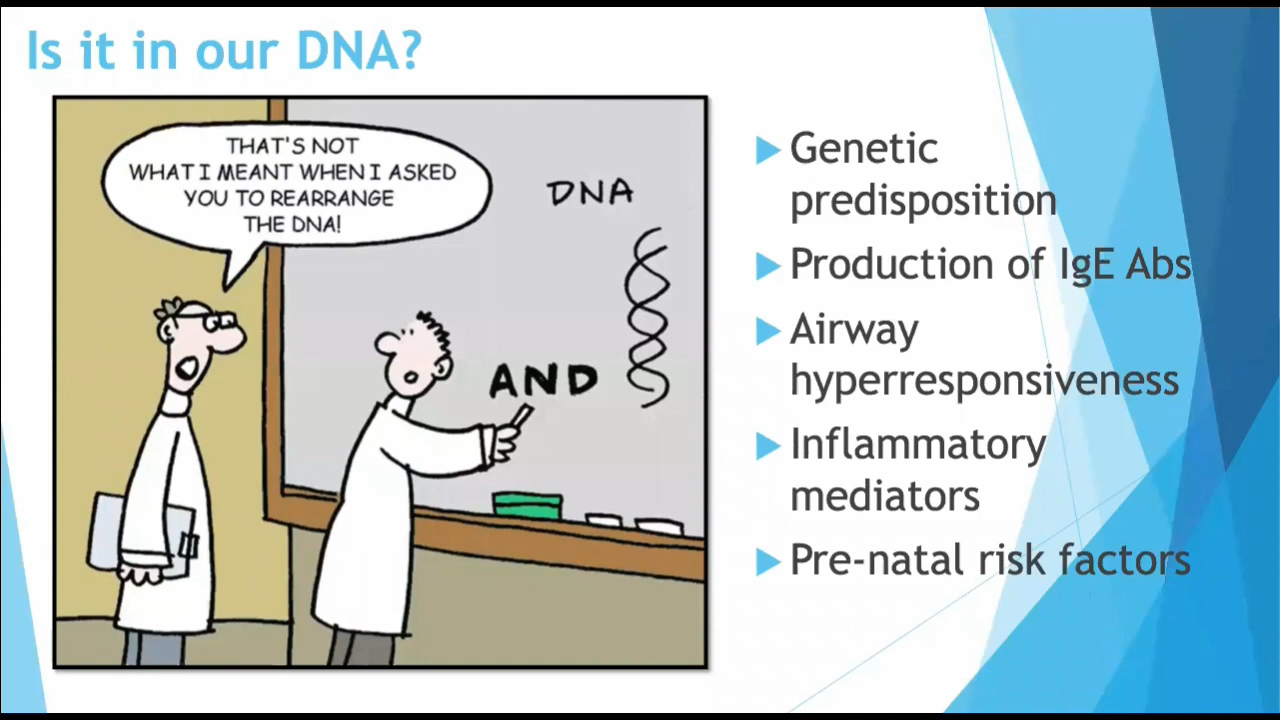 Is it in our DNA?
THAT'S NOT
WHAT I MEANT WHEN I ASKED
YOU TO REARRANGE
THE DNA!
DNA
AND
Genetic
predisposition
Production of IgE Abs
Airway
hyperresponsiveness
Inflammatory
mediators
Pre-natal risk factors